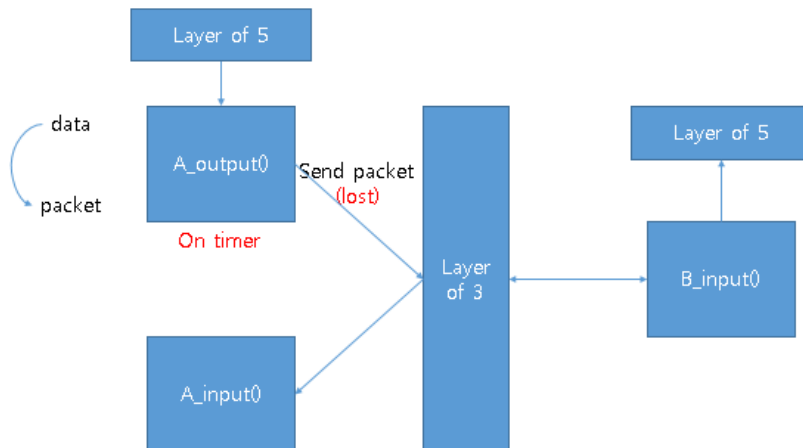 Layer of 5
data
A_output()
Send packet
(lost)
packet
On timer
Layer
of 3
Layer of 5
B_input()
A_input()